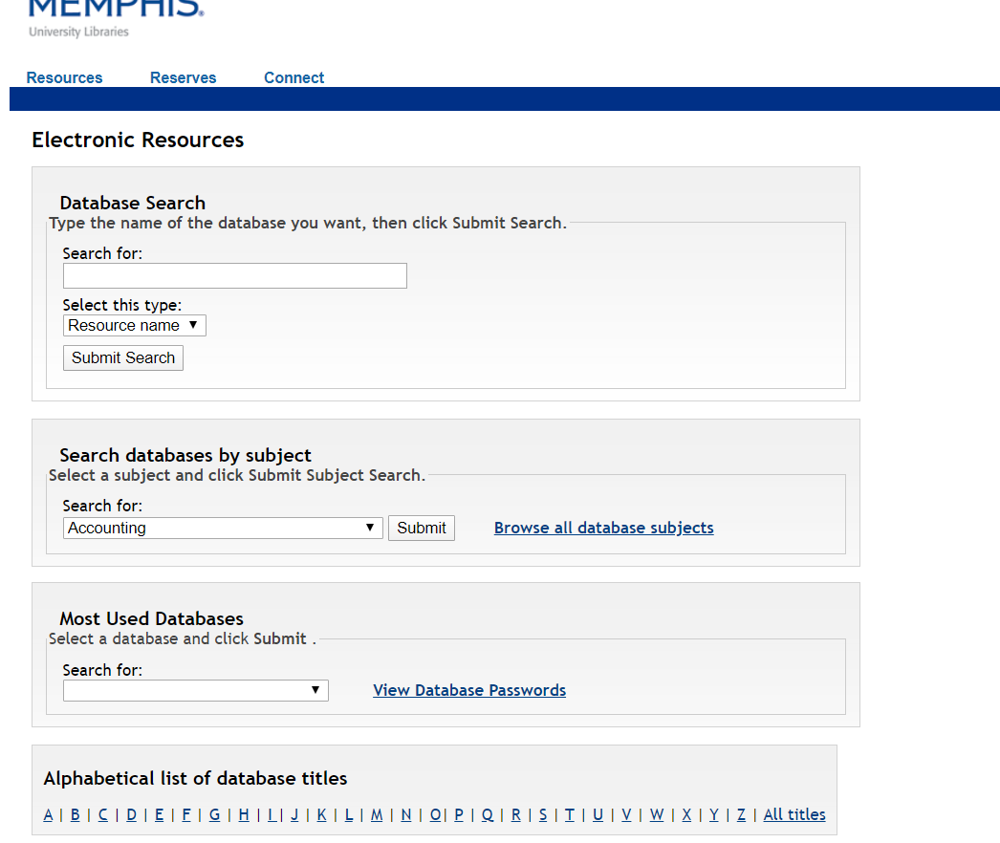 MEMPHIS.
University Libraries
Resources Reserves Connect
Electronic Resources
Database Search
Type the name of the database you want, then click Submit Search.
Search for:
Select this type:
Resource name ▼
Submit Search
Search databases by subject
Select a subject and click Submit Subject Search.
Search for:
Accounting ▼ Submit Browse all database subjects
Most Used Databases
Select a database and click Submit .
Search for:
▼ View Database Passwords
Alphabetical list of database titles
A | B | C | D | E | F | G | H | I | J | K | L | M | N | O| P | Q | R | S | T | U | V | W | X | Y | Z | All titles